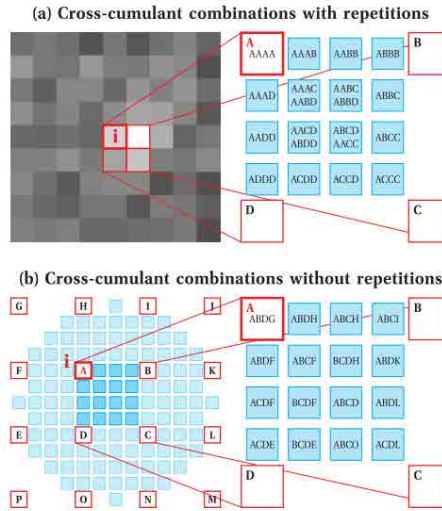 (a) Cross-cumulant combinations with repetitions
A
AAAA AAAB AABB ABBB
B
i
AAAD AAAC AABC ABBC
AABD ABBD
AADD AACD ABCD ABCC
ABDD AACC
ADDD ACDD ACCD ACCC
D
C
(b) Cross-cumulant combinations without repetitions
G H I J
A
ABDG ABDH ABCH ABCI
B
i
F A B K
ABDF ABCF BCDH ABDK
ACDF BCDF ABCD ABDL
E D C L
ACDE BCDE ABCO ACDL
D
C
P O N M